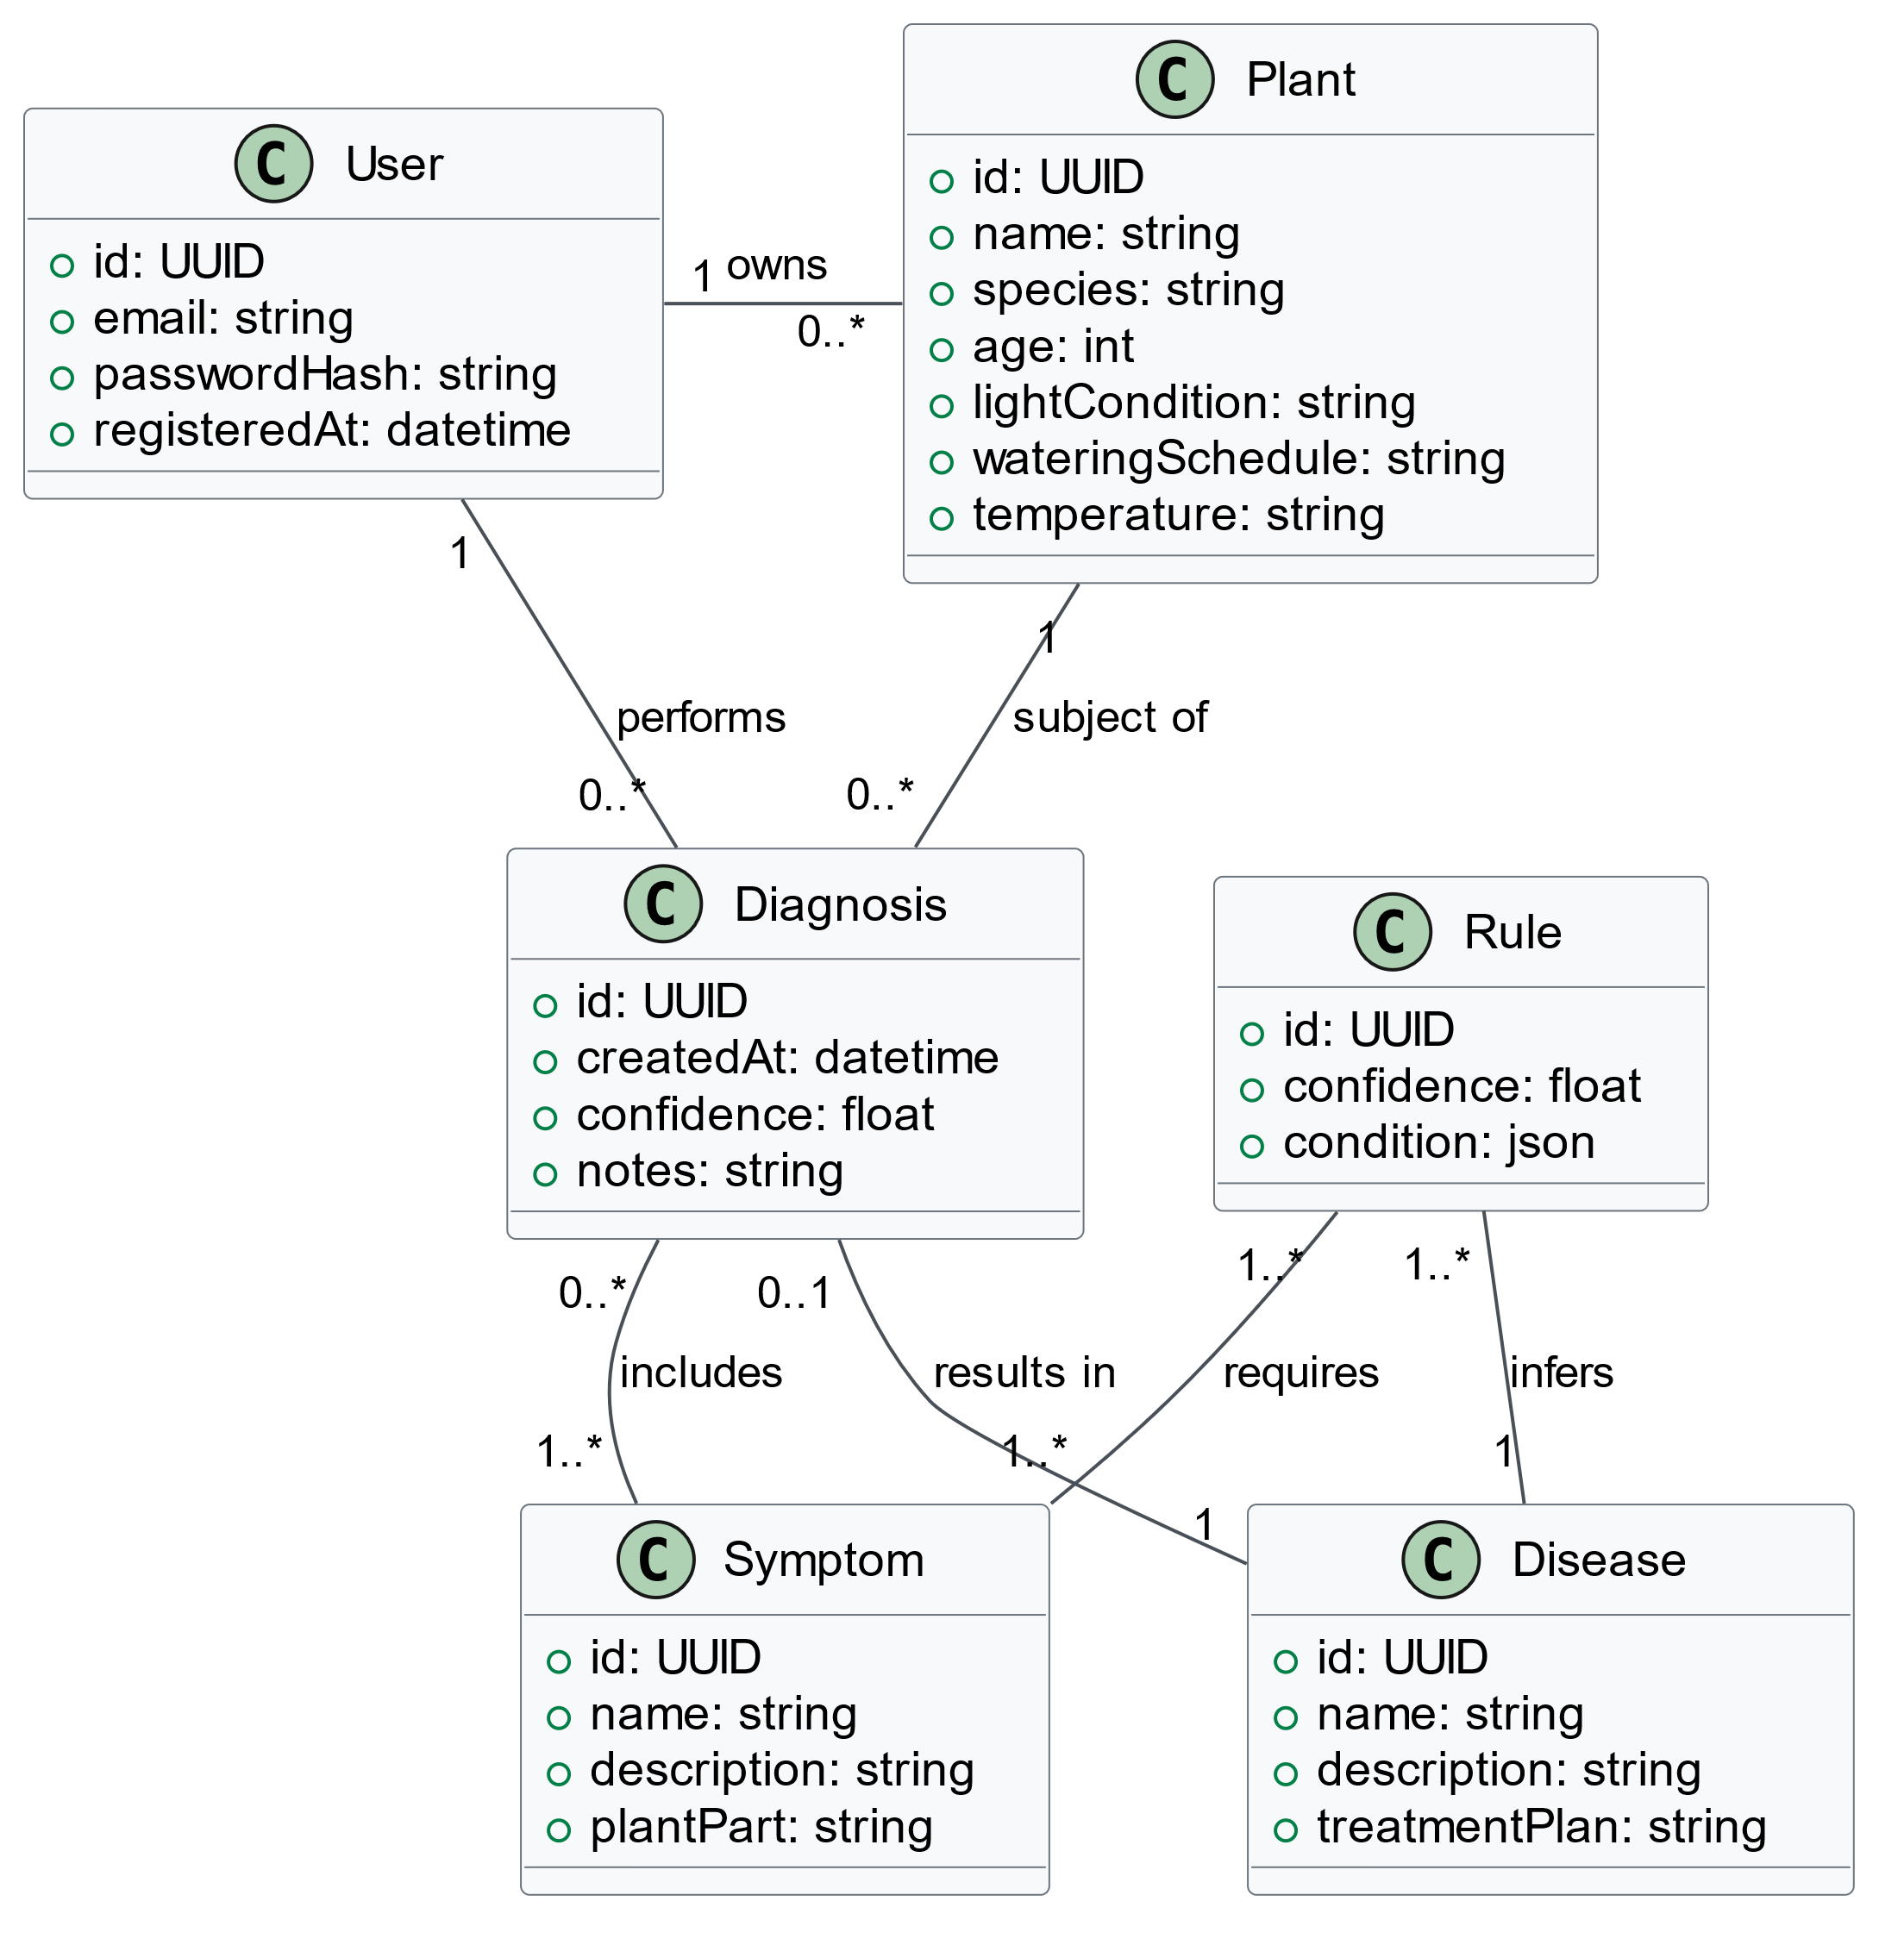 C Plant
id: UUID
name: string
species: string
age: int
lightCondition: string
wateringSchedule: string
temperature: string
C User
id: UUID
email: string
passwordHash: string
registeredAt: datetime
1 owns
0..*
1
performs
0..*
1
subject of
0..*
C Diagnosis
id: UUID
createdAt: datetime
confidence: float
notes: string
C Rule
id: UUID
confidence: float
condition: json
0..*
includes
1..*
0..1
results in
1
1..*
requires
1..*
1..*
infers
1
C Symptom
id: UUID
name: string
description: string
plantPart: string
C Disease
id: UUID
name: string
description: string
treatmentPlan: string